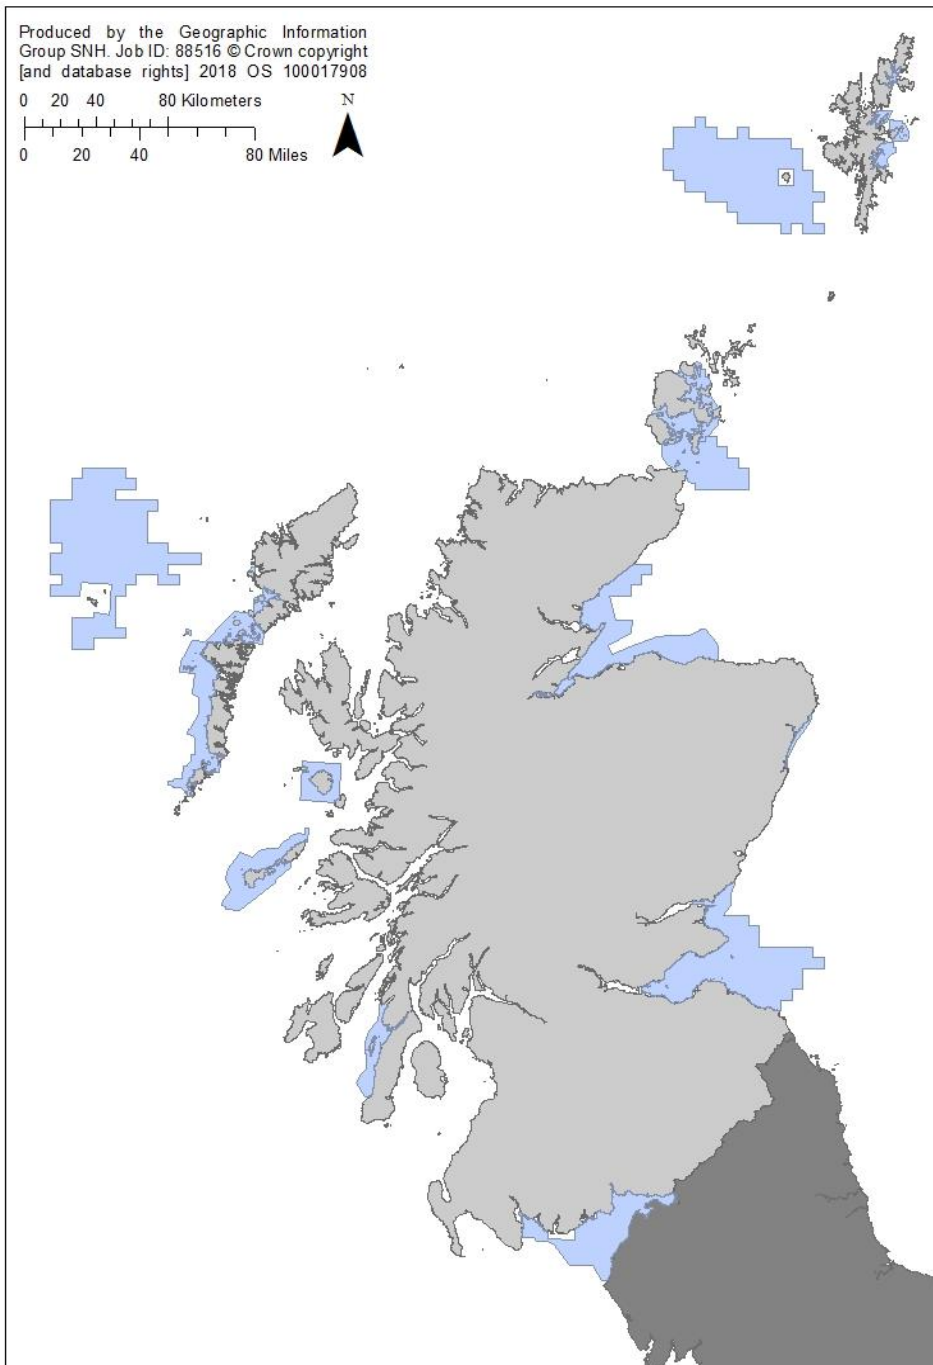 Produced by the Geographic Information
Group SNH. Job ID: 88516 © Crown copyright
[and database rights] 2018 OS 100017908
0 20 40 80 Kilometers
N
0 20 40 80 Miles